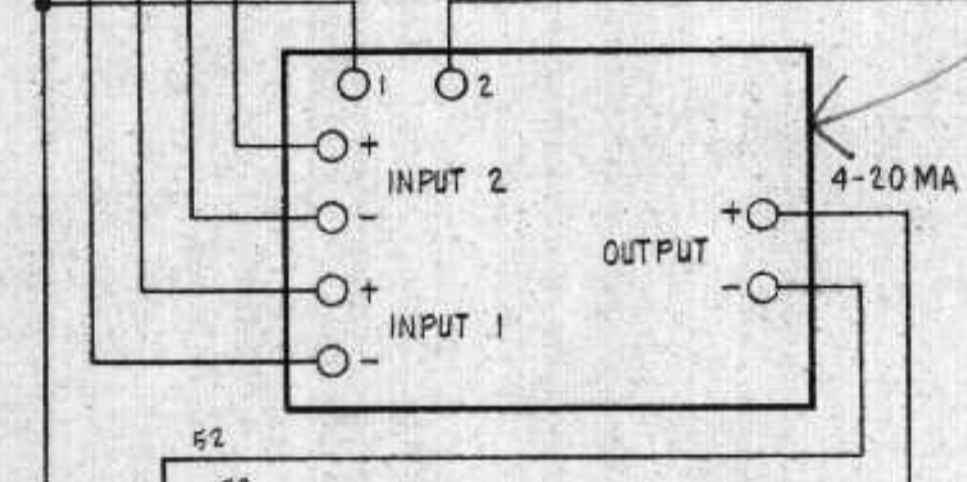 1 2
+
INPUT 2
-
4-20 MA
+
OUTPUT
-
+
INPUT 1
-
52